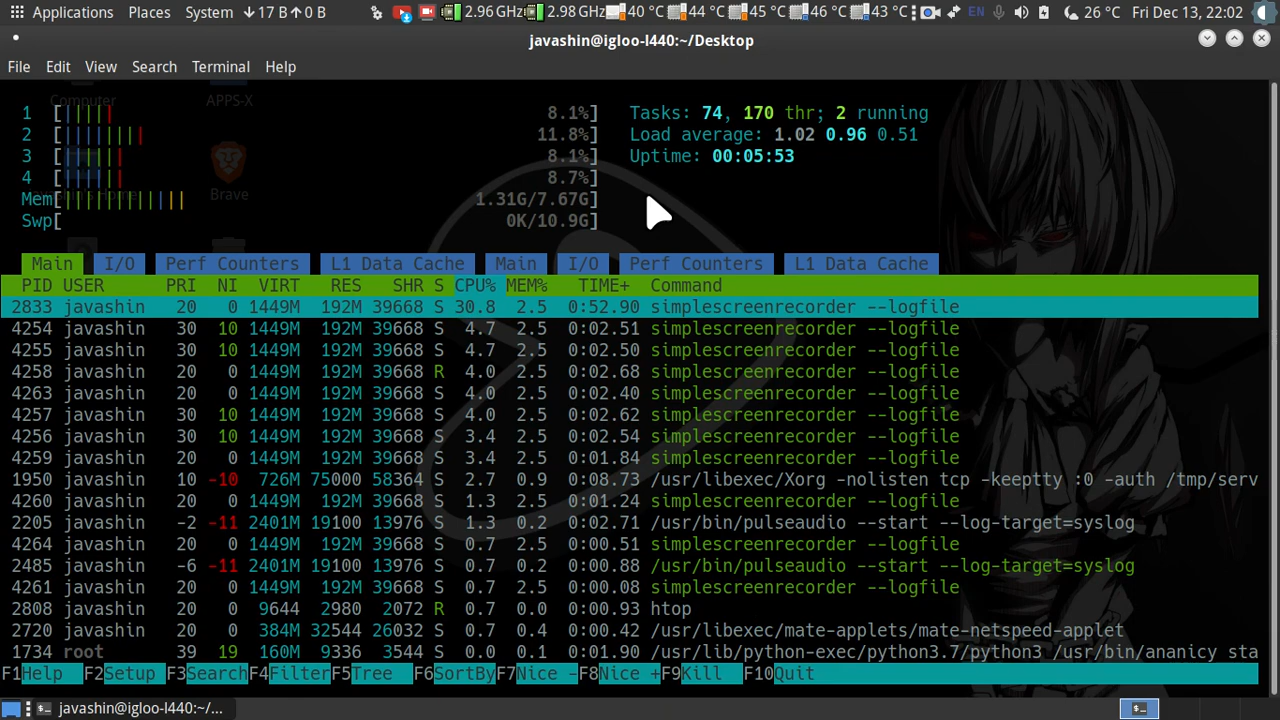 Applications Places System 17 B 0 B 2.96 GHz 2.98 GHz 40 °C 44 °C 45 °C 46 °C 43 °C EN 26 °C Fri Dec 13, 22:02
javashin@igloo-l440:~/Desktop
File Edit View Search Terminal Help
Computer APPS-X
1 [||||| 8.1%] Tasks: 74, 170 thr; 2 running
2 [|||||||| 11.8%] Load average: 1.02 0.96 0.51
3 [|||||| 8.1%] Uptime: 00:05:53
4 [|||||| 8.7%]
Brave
Mem[|||||||||||| 1.31G/7.67G]
Swp[ 0K/10.9G]
Main I/O Perf Counters L1 Data Cache Main I/O Perf Counters L1 Data Cache
PID USER PRI NI VIRT RES SHR S CPU% MEM% TIME+ Command
2833 javashin 20 0 1449M 192M 39668 S 30.8 2.5 0:52.90 simplescreenrecorder --logfile
4254 javashin 30 10 1449M 192M 39668 S 4.7 2.5 0:02.51 simplescreenrecorder --logfile
4255 javashin 30 10 1449M 192M 39668 S 4.7 2.5 0:02.50 simplescreenrecorder --logfile
4258 javashin 20 0 1449M 192M 39668 R 4.0 2.5 0:02.68 simplescreenrecorder --logfile
4263 javashin 20 0 1449M 192M 39668 S 4.0 2.5 0:02.40 simplescreenrecorder --logfile
4257 javashin 30 10 1449M 192M 39668 S 4.0 2.5 0:02.62 simplescreenrecorder --logfile
4256 javashin 30 10 1449M 192M 39668 S 3.4 2.5 0:02.54 simplescreenrecorder --logfile
4259 javashin 20 0 1449M 192M 39668 S 3.4 2.5 0:01.84 simplescreenrecorder --logfile
1950 javashin 10 -10 726M 75000 58364 S 2.7 0.9 0:08.73 /usr/libexec/Xorg -nolisten tcp -keeptty :0 -auth /tmp/serv
4260 javashin 20 0 1449M 192M 39668 S 1.3 2.5 0:01.24 simplescreenrecorder --logfile
2205 javashin -2 -11 2401M 19100 13976 S 1.3 0.2 0:02.71 /usr/bin/pulseaudio --start --log-target=syslog
4264 javashin 20 0 1449M 192M 39668 S 0.7 2.5 0:00.51 simplescreenrecorder --logfile
2485 javashin -6 -11 2401M 19100 13976 S 0.7 0.2 0:00.88 /usr/bin/pulseaudio --start --log-target=syslog
4261 javashin 20 0 1449M 192M 39668 S 0.7 2.5 0:00.08 simplescreenrecorder --logfile
2808 javashin 20 0 9644 2980 2072 R 0.7 0.0 0:00.93 htop
2720 javashin 20 0 384M 32544 26032 S 0.7 0.4 0:00.42 /usr/libexec/mate-applets/mate-netspeed-applet
1734 root 39 19 160M 9336 3544 S 0.0 0.1 0:01.90 /usr/lib/python-exec/python3.7/python3 /usr/bin/ananicy sta
F1Help F2Setup F3SearchF4FilterF5Tree F6SortByF7Nice -F8Nice +F9Kill F10Quit
javashin@igloo-l440:~/...